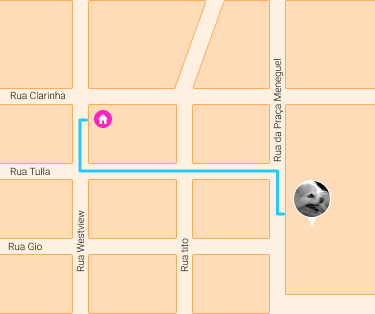 Rua Clarinha
Rua da Praça Meneguel
Rua Tulla
Rua Westview
Rua tito
Rua Gio